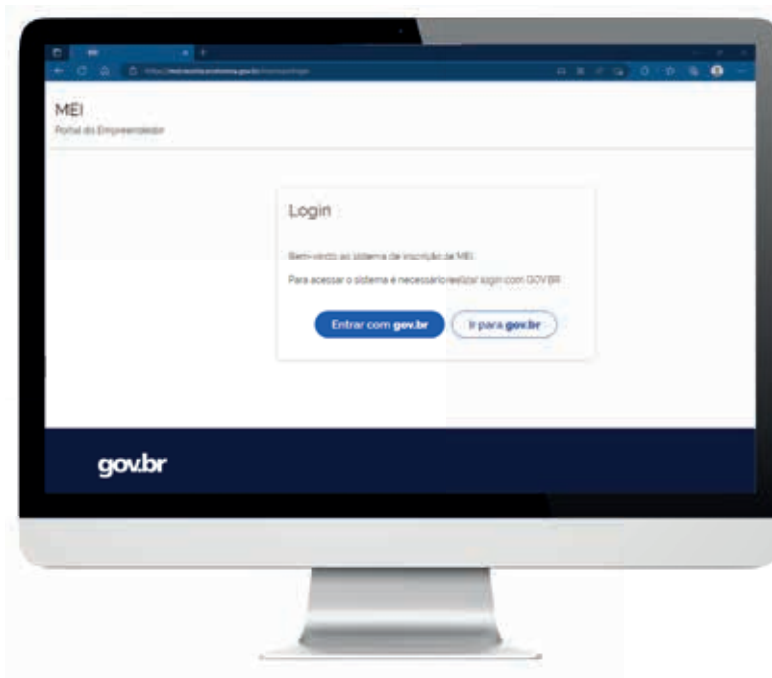 MEI
Portal do Empreendedor
Login
Bem-vindo ao sistema de inscrição de MEI.
Para acessar o sistema é necessário realizar login com GOV.BR
Entrar com gov.br
Ir para gov.br
gov.br